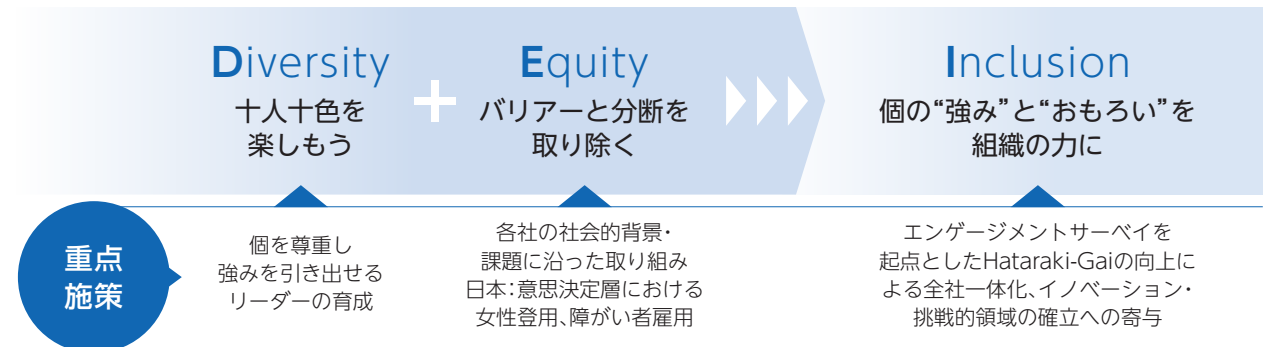 Diversity
十人十色を
楽しもう
Equity
バリアーと分断を
取り除く
Inclusion
個の“強み”と“おもろい”を
組織の力に
重点
施策
個を尊重し
強みを引き出せる
リーダーの育成
各社の社会的背景・
課題に沿った取り組み
日本：意思決定層における
女性登用、障がい者雇用
エンゲージメントサーベイを
起点としたHataraki-Gaiの向上に
よる全社一体化、イノベーション・
挑戦的領域の確立への寄与